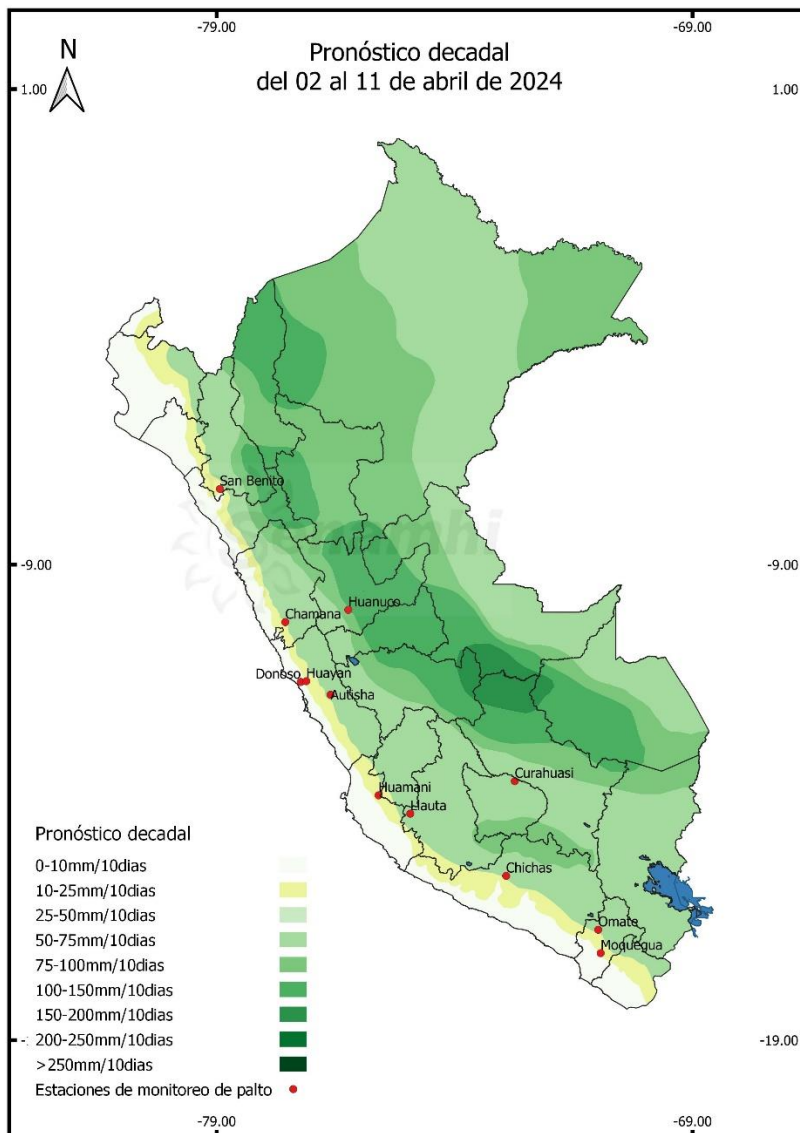 -79.00
-69.00
N
Pronóstico decadal
del 02 al 11 de abril de 2024
1.00
1.00
San Benito
Senamhi
-9.00
-9.00
Huanuco
Chamana
Donoso
Huayan
Autisha
Huamani
Llauta
Curahuasi
Chichas
Omate
Moquegua
Pronóstico decadal
0-10mm/10dias
10-25mm/10dias
25-50mm/10dias
50-75mm/10dias
75-100mm/10dias
100-150mm/10dias
150-200mm/10dias
200-250mm/10dias
>250mm/10dias
Estaciones de monitoreo de palto
-19.00
-79.00
-69.00